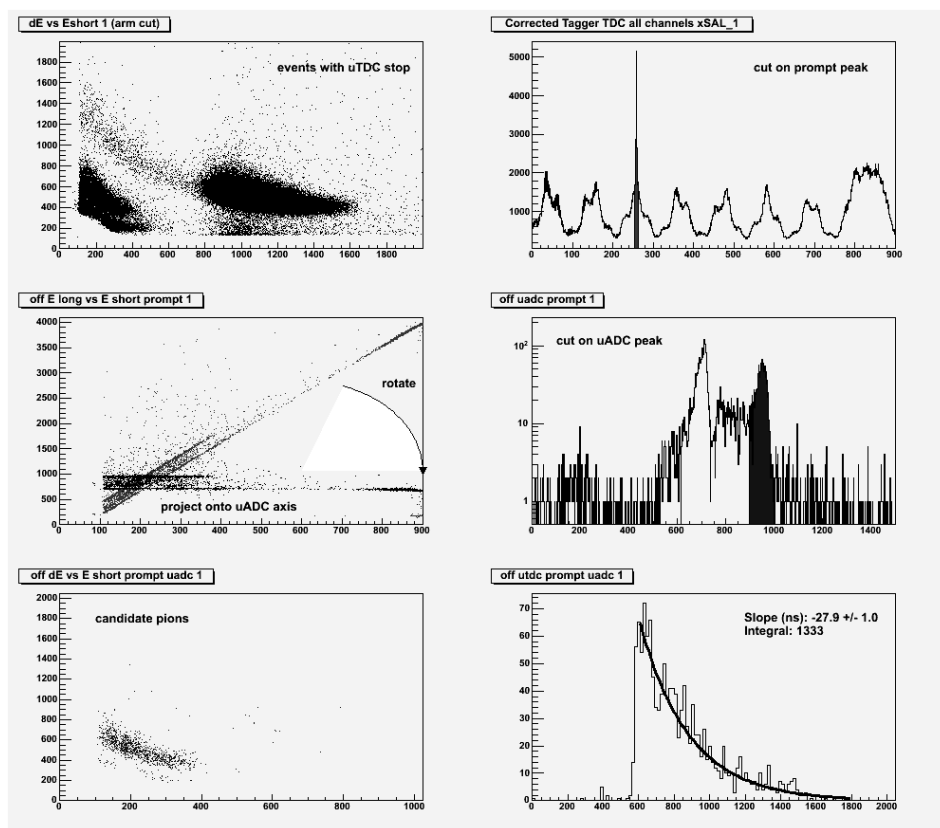 dE vs Eshort 1 (arm cut)
events with uTDC stop
1800
1600
1400
1200
1000
800
600
400
200
0
0 200 400 600 800 1000 1200 1400 1600 1800
Corrected Tagger TDC all channels xSAL_1
cut on prompt peak
5000
4000
3000
2000
1000
0 100 200 300 400 500 600 700 800 900
off E long vs E short prompt 1
rotate
project onto uADC axis
4000
3500
3000
2500
2000
1500
1000
500
0
0 100 200 300 400 500 600 700 800 900
off uadc prompt 1
cut on uADC peak
10²
10
1
0 200 400 600 800 1000 1200 1400
off dE vs E short prompt uadc 1
candidate pions
2000
1800
1600
1400
1200
1000
800
600
400
200
0
0 200 400 600 800 1000
off utdc prompt uadc 1
Slope (ns): -27.9 +/- 1.0
Integral: 1333
70
60
50
40
30
20
10
0
0 200 400 600 800 1000 1200 1400 1600 1800 2000